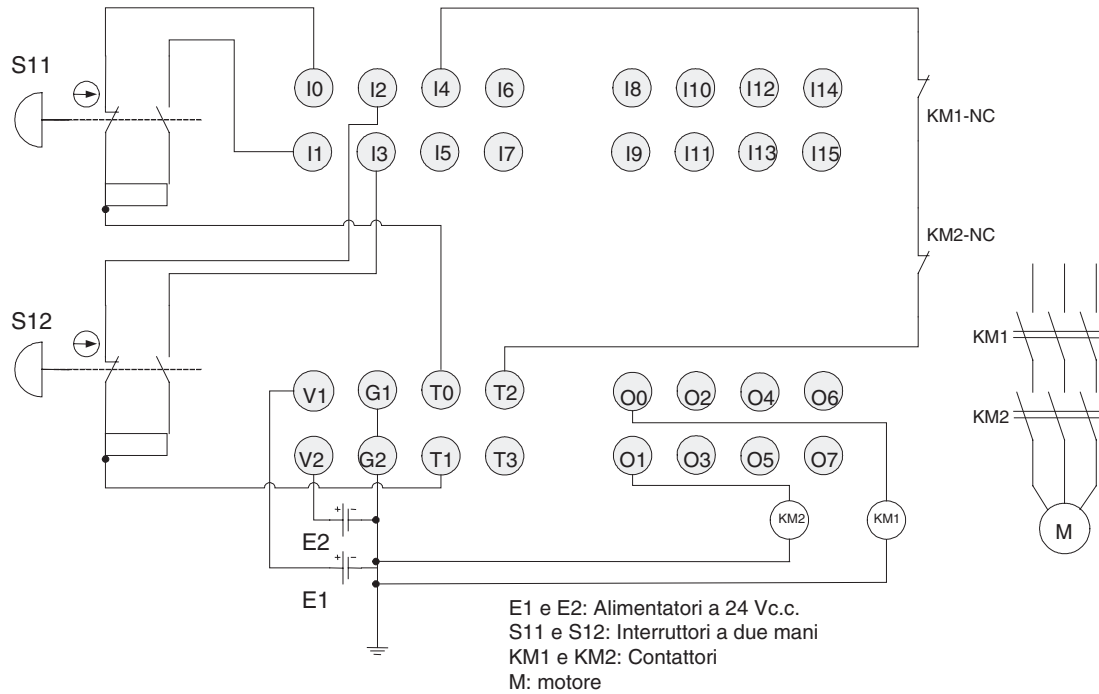 S11
I0 I2 I4 I6 I8 I10 I12 I14
KM1-NC
I1 I3 I5 I7 I9 I11 I13 I15
KM2-NC
S12
KM1
V1 G1 T0 T2 O0 O2 O4 O6
KM2
V2 G2 T1 T3 O1 O3 O5 O7
+ -
E2
KM2 KM1
M
+ -
E1
E1 e E2: Alimentatori a 24 Vc.c.
S11 e S12: Interruttori a due mani
KM1 e KM2: Contattori
M: motore